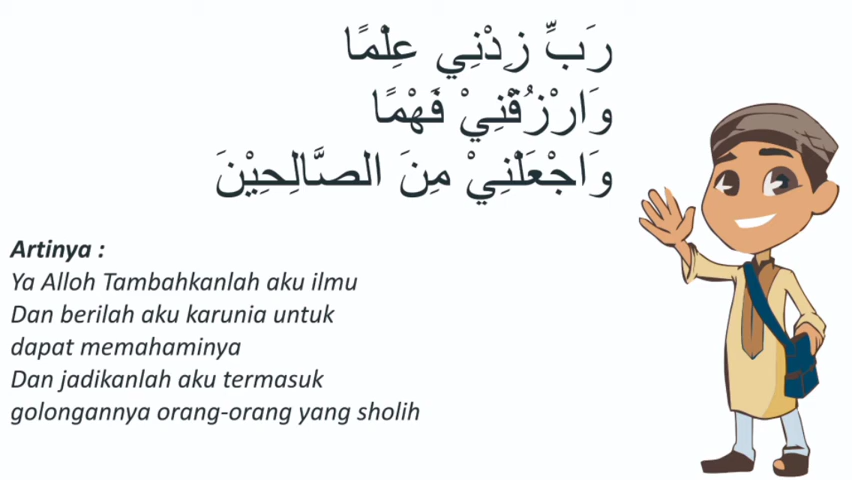 رَبِّ زِدْنِي عِلْمًا
وَارْزُقْنِيْ فَهْمًا
وَاجْعَلْنِيْ مِنَ الصَّالِحِيْنَ
Artinya :
Ya Alloh Tambahkanlah aku ilmu
Dan berilah aku karunia untuk
dapat memahaminya
Dan jadikanlah aku termasuk
golongannya orang-orang yang sholih